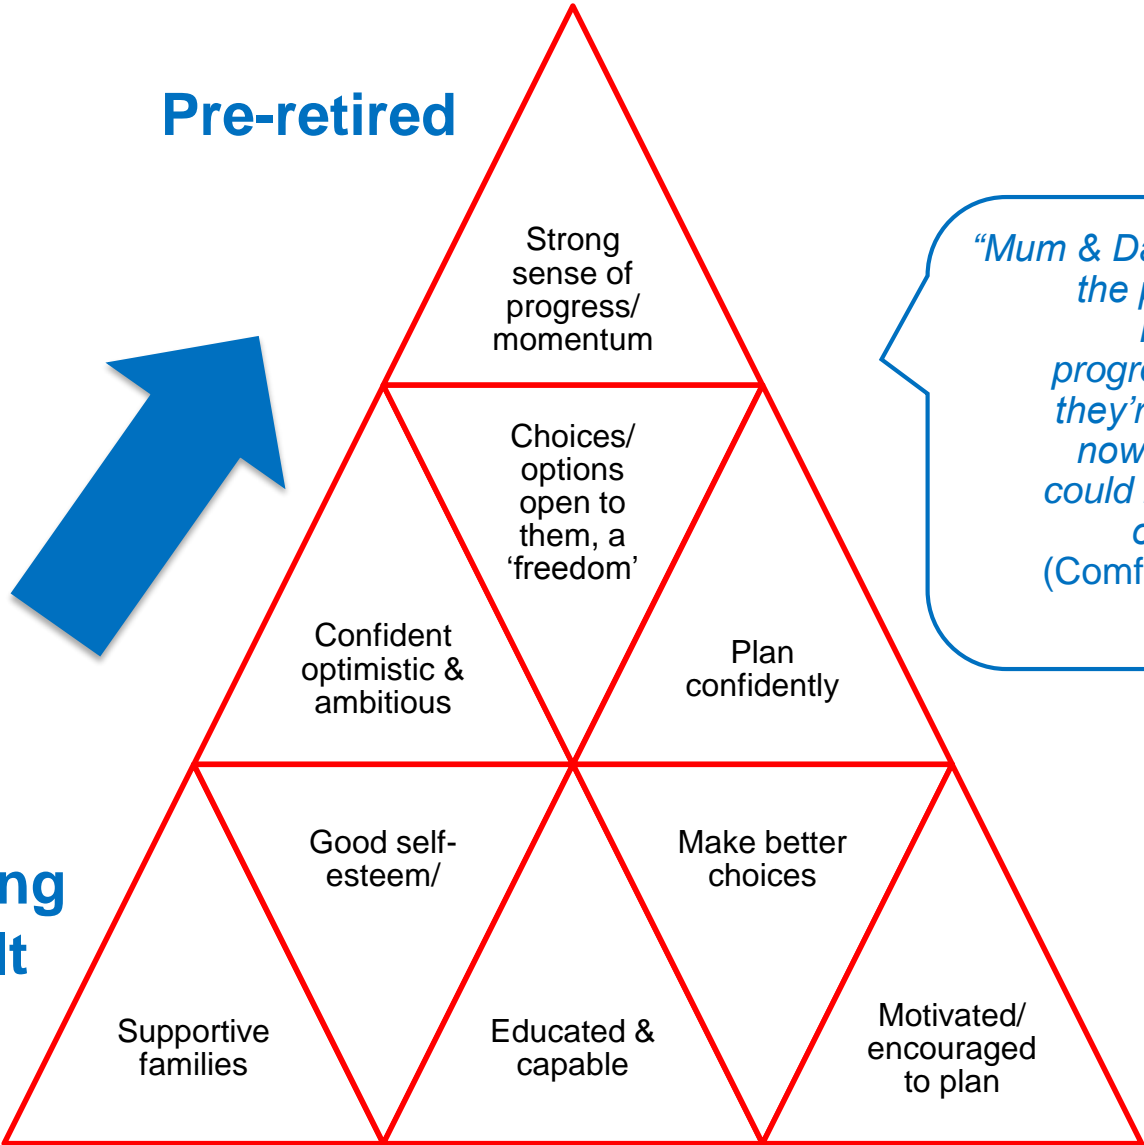 Pre-retired
Strong
sense of
progress/
momentum
“Mum & Da
the p
progre
they’r
now
could
(Comf
Choices/
options
open to
them, a
‘freedom’
Confident
optimistic &
ambitious
Plan
confidently
ng
lt
Good self-
esteem/
Make better
choices
Supportive
families
Educated &
capable
Motivated/
encouraged
to plan